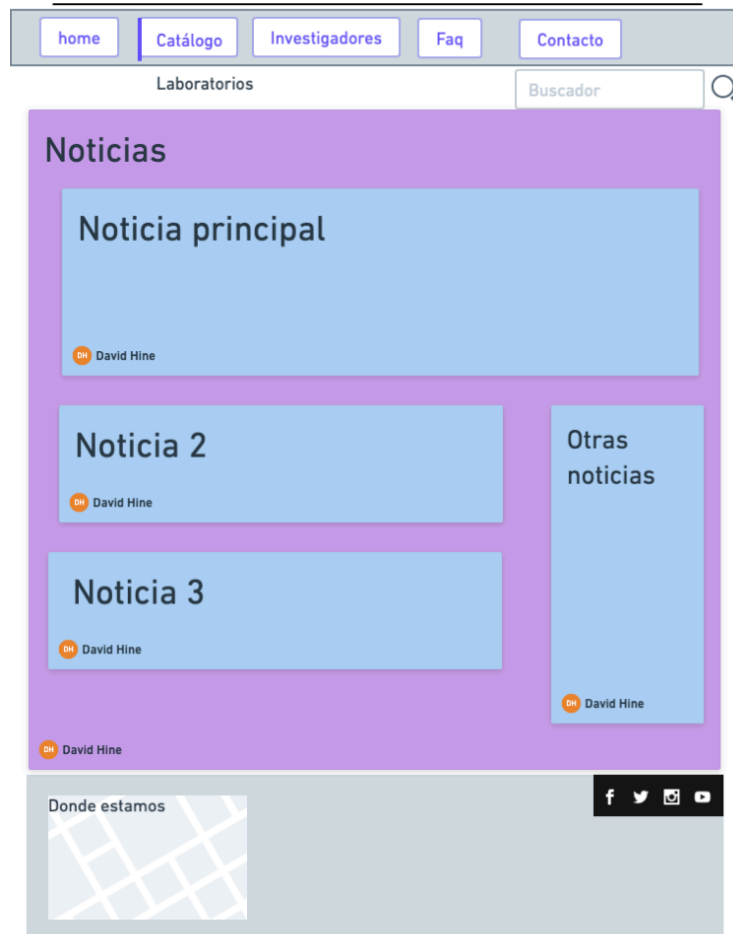 home Catálogo Investigadores Faq Contacto
Laboratorios
Buscador
Noticias
Noticia principal
DH David Hine
Noticia 2
DH David Hine
Noticia 3
DH David Hine
Otras
noticias
DH David Hine
DH David Hine
Donde estamos